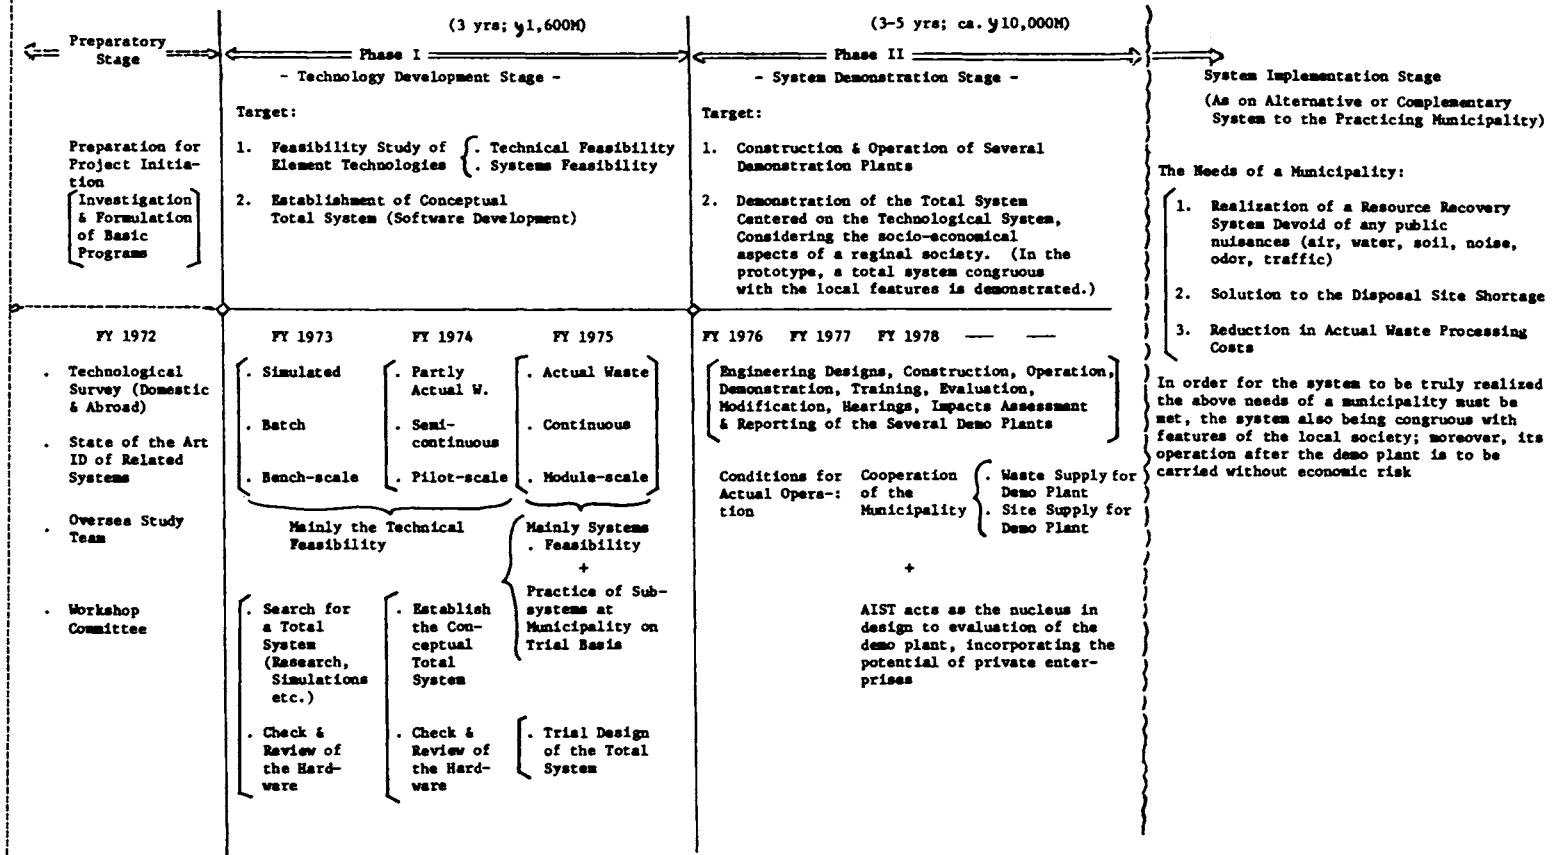 (3 yrs; y1,600M)
(3-5 yrs; ca. y10,000M)
Preparatory
Stage
Phase I
Phase II
- Technology Development Stage -
- System Demonstration Stage -
System Implementation Stage
(As on Alternative or Complementary
System to the Practicing Municipality)
Preparation for
Project Initia-
tion
Investigation
& Formulation
of Basic
Programs
Target:
1. Feasibility Study of
Element Technologies
. Technical Feasibility
. Systems Feasibility
2. Establishment of Conceptual
Total System (Software Development)
Target:
1. Construction & Operation of Several
Demonstration Plants
2. Demonstration of the Total System
Centered on the Technological System,
Considering the socio-economical
aspects of a reginal society. (In the
prototype, a total system congruous
with the local features is demonstrated.)
The Needs of a Municipality:
1. Realization of a Resource Recovery
System Devoid of any public
nuisances (air, water, soil, noise,
odor, traffic)
2. Solution to the Disposal Site Shortage
3. Reduction in Actual Waste Processing
Costs
In order for the system to be truly realized
the above needs of a municipality must be
met, the system also being congruous with
features of the local society; moreover, its
operation after the demo plant is to be
carried without economic risk
FY 1972
. Technological
Survey (Domestic
& Abroad)
. State of the Art
ID of Related
Systems
. Oversea Study
Team
. Workshop
Committee
FY 1973
. Simulated
. Batch
. Bench-scale
FY 1974
. Partly
Actual W.
. Semi-
continuous
. Pilot-scale
FY 1975
. Actual Waste
. Continuous
. Module-scale
Mainly the Technical
Feasibility
Mainly Systems
. Feasibility
+
Practice of Sub-
systems at
Municipality on
Trial Basis
. Search for
a Total
System
(Research,
Simulations
etc.)
. Check &
Review of
the Hard-
ware
. Establish
the Con-
ceptual
Total
System
. Check &
Review of
the Hard-
ware
. Trial Design
of the Total
System
FY 1976 FY 1977 FY 1978 — —
Engineering Designs, Construction, Operation,
Demonstration, Training, Evaluation,
Modification, Hearings, Impacts Assessment
& Reporting of the Several Demo Plants
Conditions for
Actual Opera-:
tion
Cooperation
of the
Municipality
. Waste Supply for
Demo Plant
. Site Supply for
Demo Plant
+
AIST acts as the nucleus in
design to evaluation of the
demo plant, incorporating the
potential of private enter-
prises